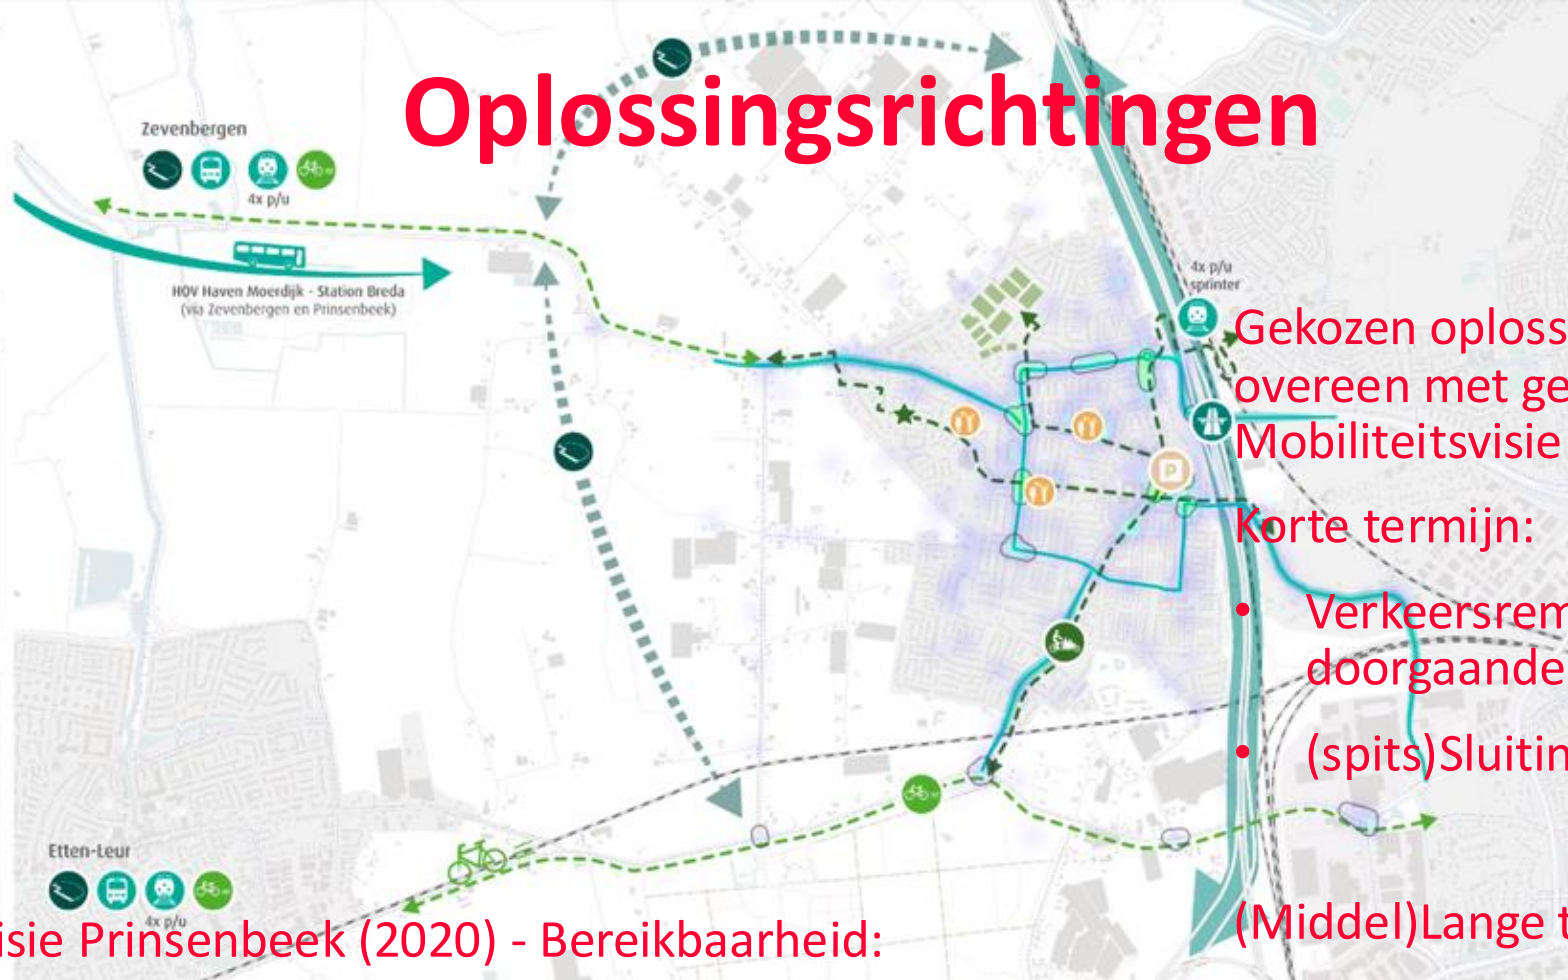 Oplossingsrichtingen
Zevenbergen
4x p/u
HOV Haven Moerdijk - Station Breda
(via Zevenbergen en Prinsenbeek)
4x p/u
sprinter
P
Gekozen oploss
overeen met ge
Mobiliteitsvisie
Korte termijn:
• Verkeersrem
doorgaande
• (spits)Sluitin
(Middel)Lange t
Etten-Leur
4x p/u
isie Prinsenbeek (2020) - Bereikbaarheid: